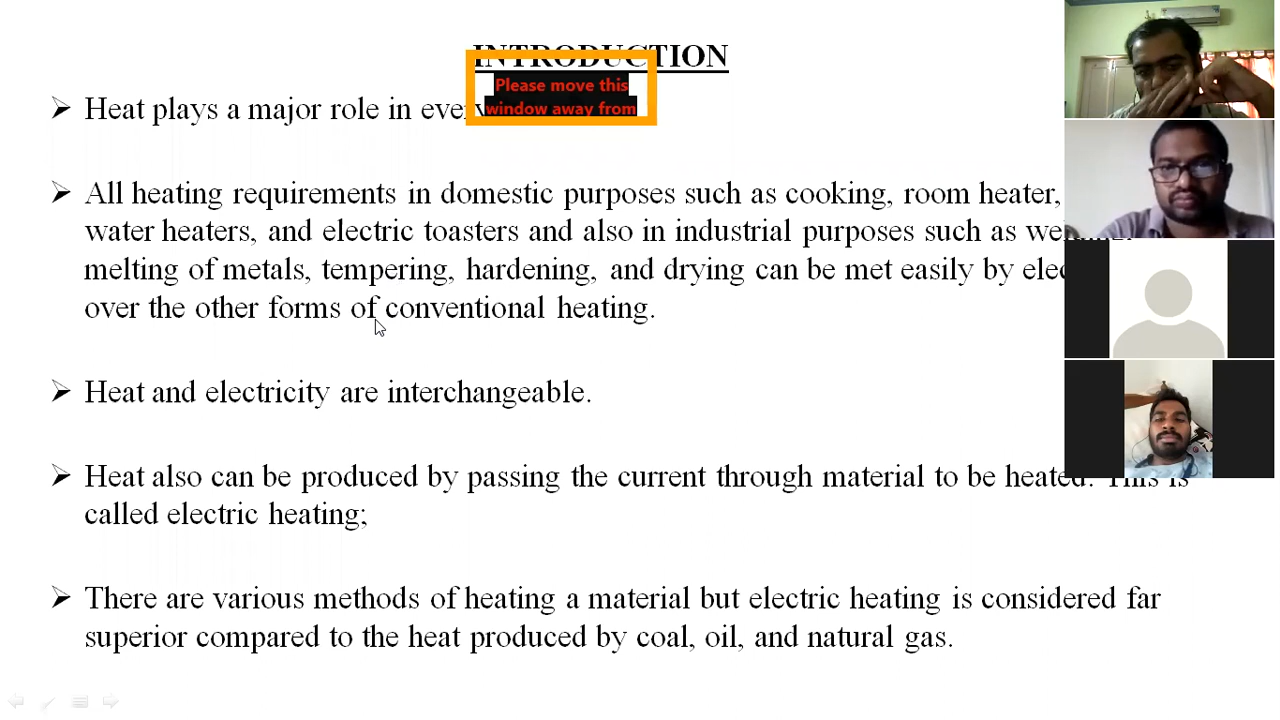 INTRODUCTION
Please move this
window away from
Heat plays a major role in
All heating requirements in domestic purposes such as cooking, room heater,
water heaters, and electric toasters and also in industrial purposes such as
melting of metals, tempering, hardening, and drying can be met easily by
over the other forms of conventional heating.
Heat and electricity are interchangeable.
Heat also can be produced by passing the current through material to be heated. This is
called electric heating;
There are various methods of heating a material but electric heating is considered far
superior compared to the heat produced by coal, oil, and natural gas.